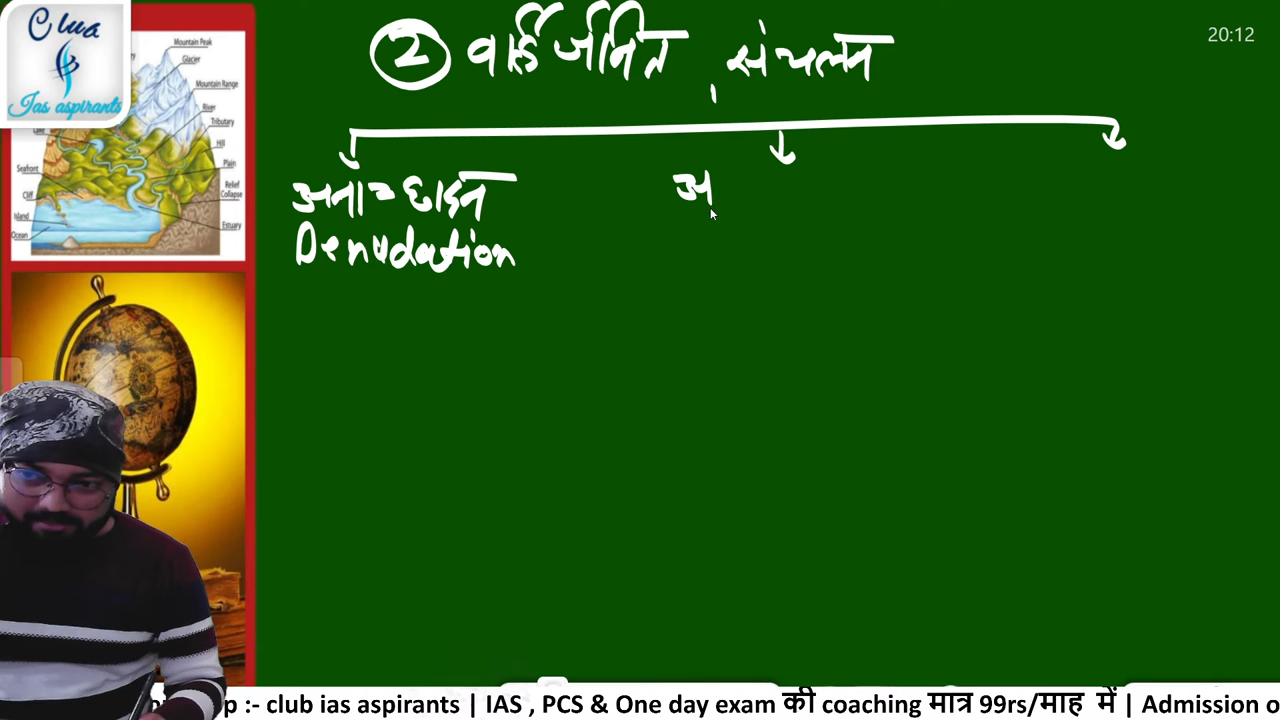 Clua
Ias aspirants
Mountain Peak
Glacier
Mountain Range
River
Tributary
Hill
Plain
Relief
Collapse
Estuary
Lake
Seafront
Cliff
Island
Ocean
20:12
2 बर्हिर्जनित संचलन
अनाच्छादन
Denudation
अ
p :- club ias aspirants | IAS , PCS & One day exam की coaching मात्र 99rs/माह में | Admission o